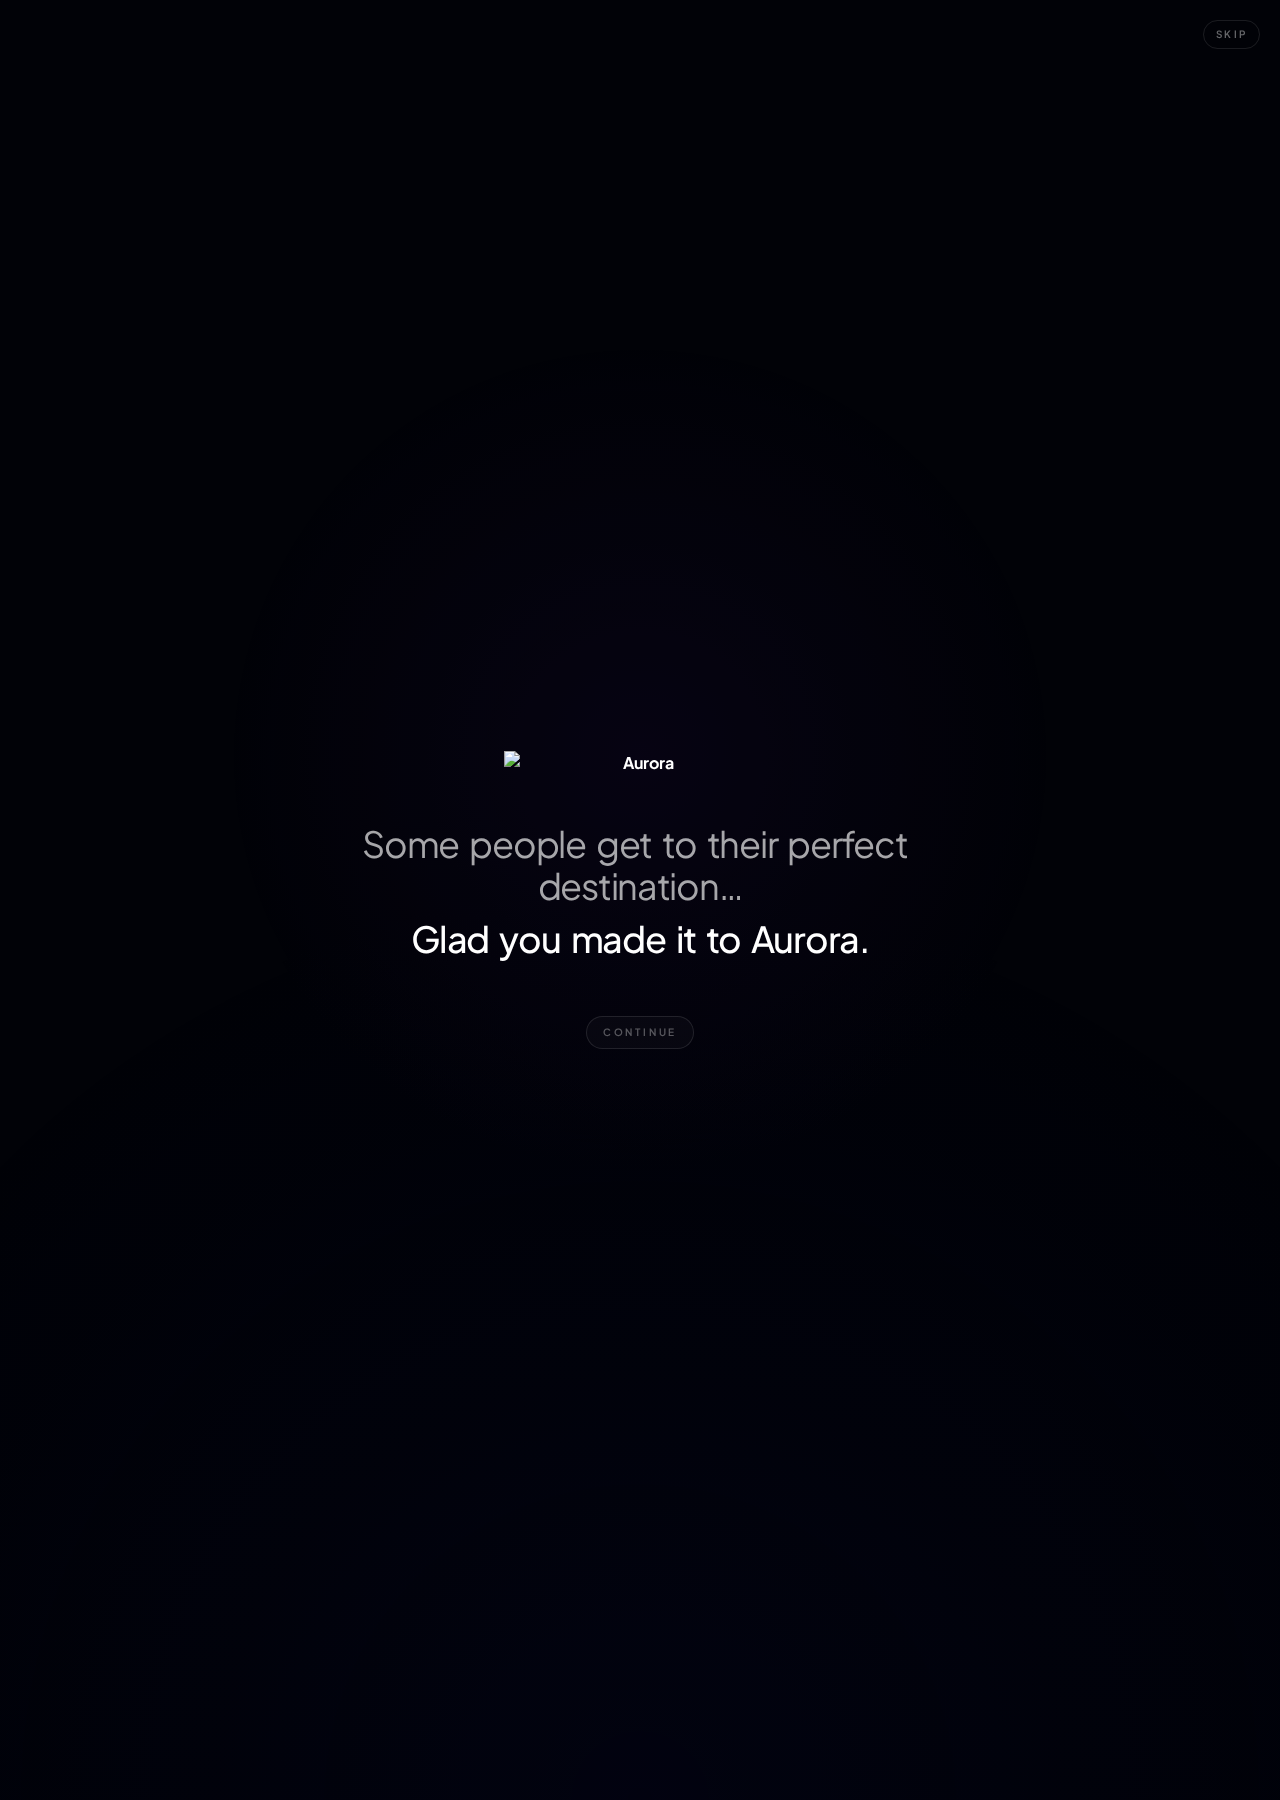 SKIP
Aurora
Some people get to their perfect
destination...
Glad you made it to Aurora.
CONTINUE